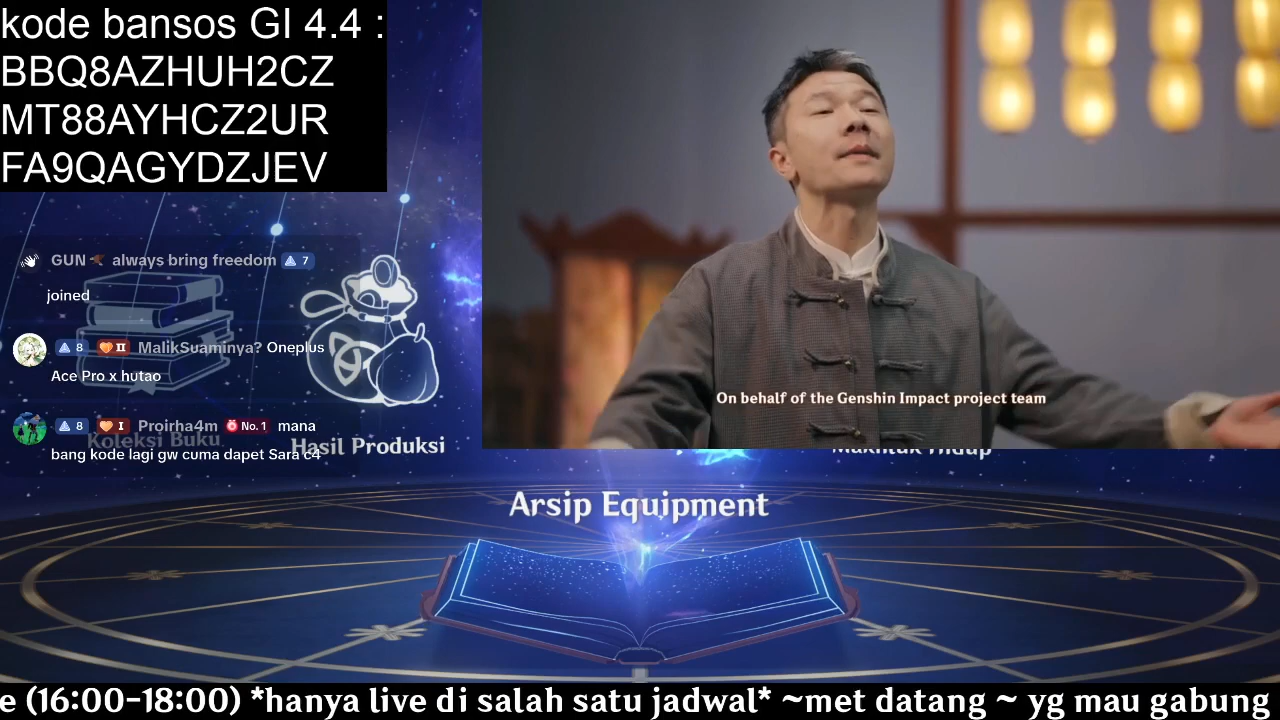 kode bansos GI 4.4 :
BBQ8AZHUH2CZ
MT88AYHCZ2UR
FA9QAGYDZJEV
GUN always bring freedom 7
joined
8 II MalikSuaminya? Oneplus
Ace Pro x hutao
8 I Proirha4m No. 1 mana
bang kode lagi gw cuma dapet Sara c4
Koleksi Buku
Hasil Produksi
Makhluk Hidup
On behalf of the Genshin Impact project team
Arsip Equipment
e (16:00-18:00) *hanya live di salah satu jadwal* ~met datang ~ yg mau gabung